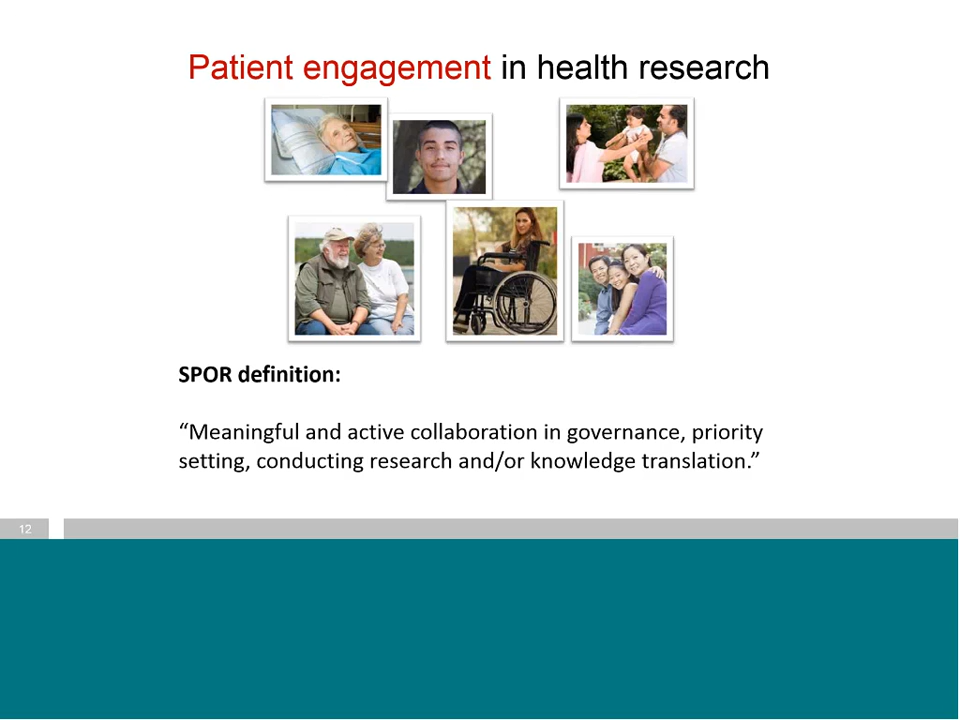 Patient engagement in health research
SPOR definition:
“Meaningful and active collaboration in governance, priority
setting, conducting research and/or knowledge translation.”
12